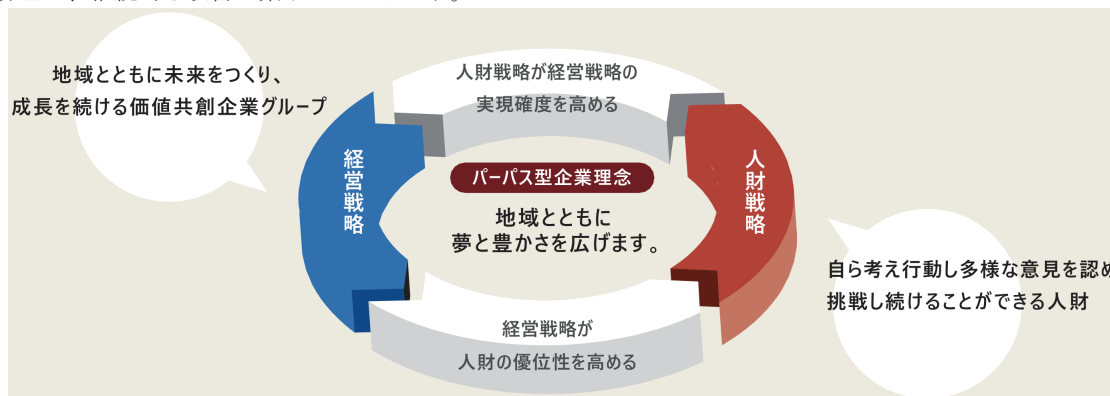 地域とともに未来をつくり、
成長を続ける価値共創企業グループ
人財戦略が経営戦略の
実現確度を高める
経営戦略
人財戦略
パーパス型企業理念
地域とともに
夢と豊かさを広げます。
自ら考え行動し多様な意見を認め
挑戦し続けることができる人財
経営戦略が
人財の優位性を高める